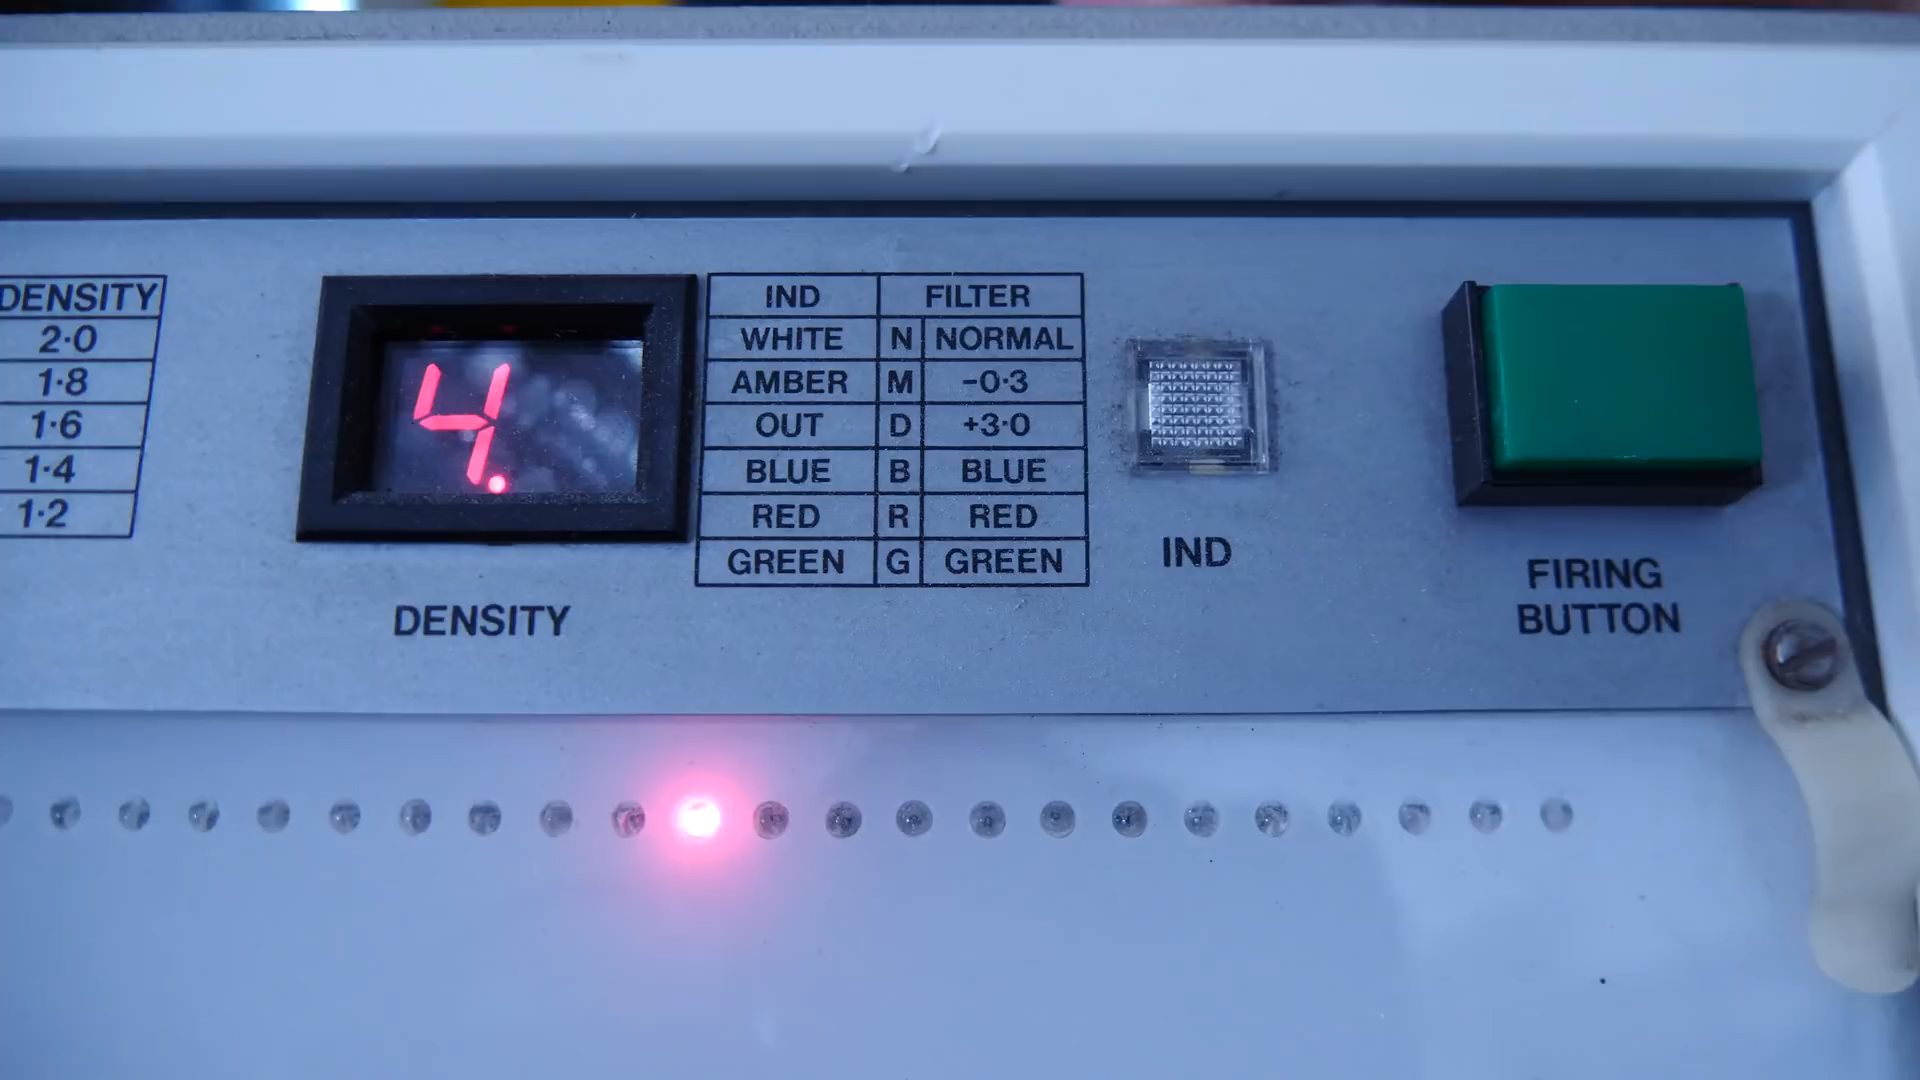 DENSITY
2·0
1·8
1·6
1·4
1·2
4.
DENSITY
IND FILTER
WHITE N NORMAL
AMBER M -0·3
OUT D +3·0
BLUE B BLUE
RED R RED
GREEN G GREEN
IND
FIRING
BUTTON